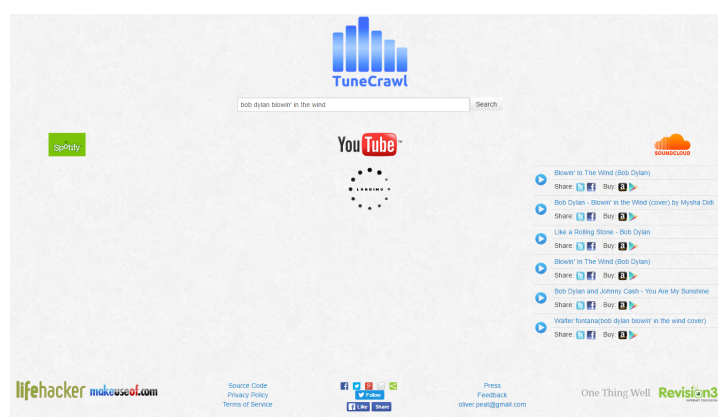 TuneCrawl
bob dylan blowin' in the wind
Search
Spotify
YouTube
SOUNDCLOUD
LOADING
Blowin' In The Wind (Bob Dylan)
Share: Buy:
Bob Dylan - Blowin' in the Wind (cover) by Mysha Didi
Share: Buy:
Like a Rolling Stone - Bob Dylan
Share: Buy:
Blowin' In The Wind (Bob Dylan)
Share: Buy:
Bob Dylan and Johnny Cash - You Are My Sunshine
Share: Buy:
Walter fontana(bob dylan blowin' in the wind cover)
Share: Buy:
lifehacker
makeuseof.com
Source Code
Privacy Policy
Terms of Service
Follow
Like Share
Press
Feedback
oliver.peat@gmail.com
One Thing Well
Revision3
INTERNET TELEVISION